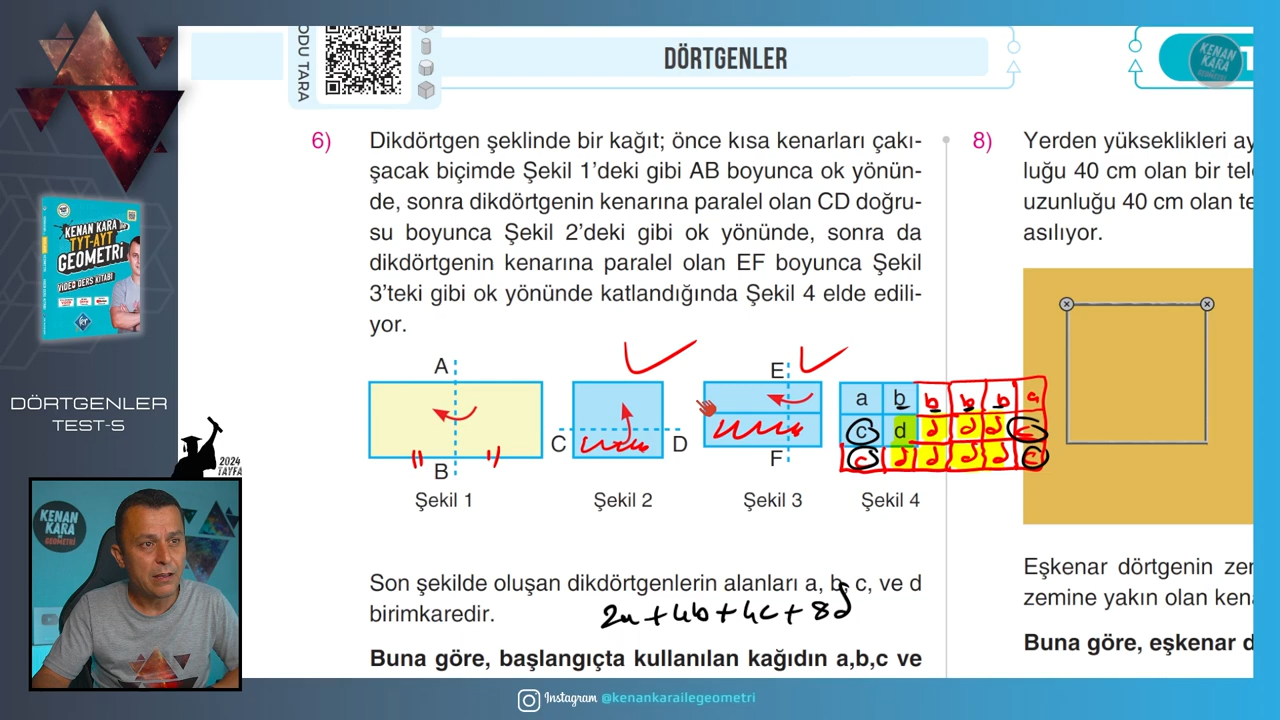 ODU TARA
DÖRTGENLER
KENAN
KARA
6)
Dikdörtgen şeklinde bir kağıt; önce kısa kenarları çakı-
şacak biçimde Şekil 1'deki gibi AB boyunca ok yönün-
de, sonra dikdörtgenin kenarına paralel olan CD doğru-
su boyunca Şekil 2'deki gibi ok yönünde, sonra da
dikdörtgenin kenarına paralel olan EF boyunca Şekil
3'teki gibi ok yönünde katlandığında Şekil 4 elde edili-
yor.
A
B
Şekil 1
C
D
Şekil 2
E
F
Şekil 3
a b b b b a
c d d d d c
c d d d d c
Şekil 4
Son şekilde oluşan dikdörtgenlerin alanları a, b, c, ve d
birimkaredir.
2a + 4b + 4c + 8d
Buna göre, başlangıçta kullanılan kağıdın a,b,c ve
8)
Yerden yükseklikleri ay
luğu 40 cm olan bir tele
uzunluğu 40 cm olan te
asılıyor.
Eşkenar dörtgenin zer
zemine yakın olan kena
Buna göre, eşkenar d
KENAN KARA
TYT-AYT
GEOMETRİ
VİDEO DERS KİTABI
DÖRTGENLER
TEST-5
2024
TAYFA
KENAN
KARA
GEOMETRİ
Instagram @kenankarailegeometri